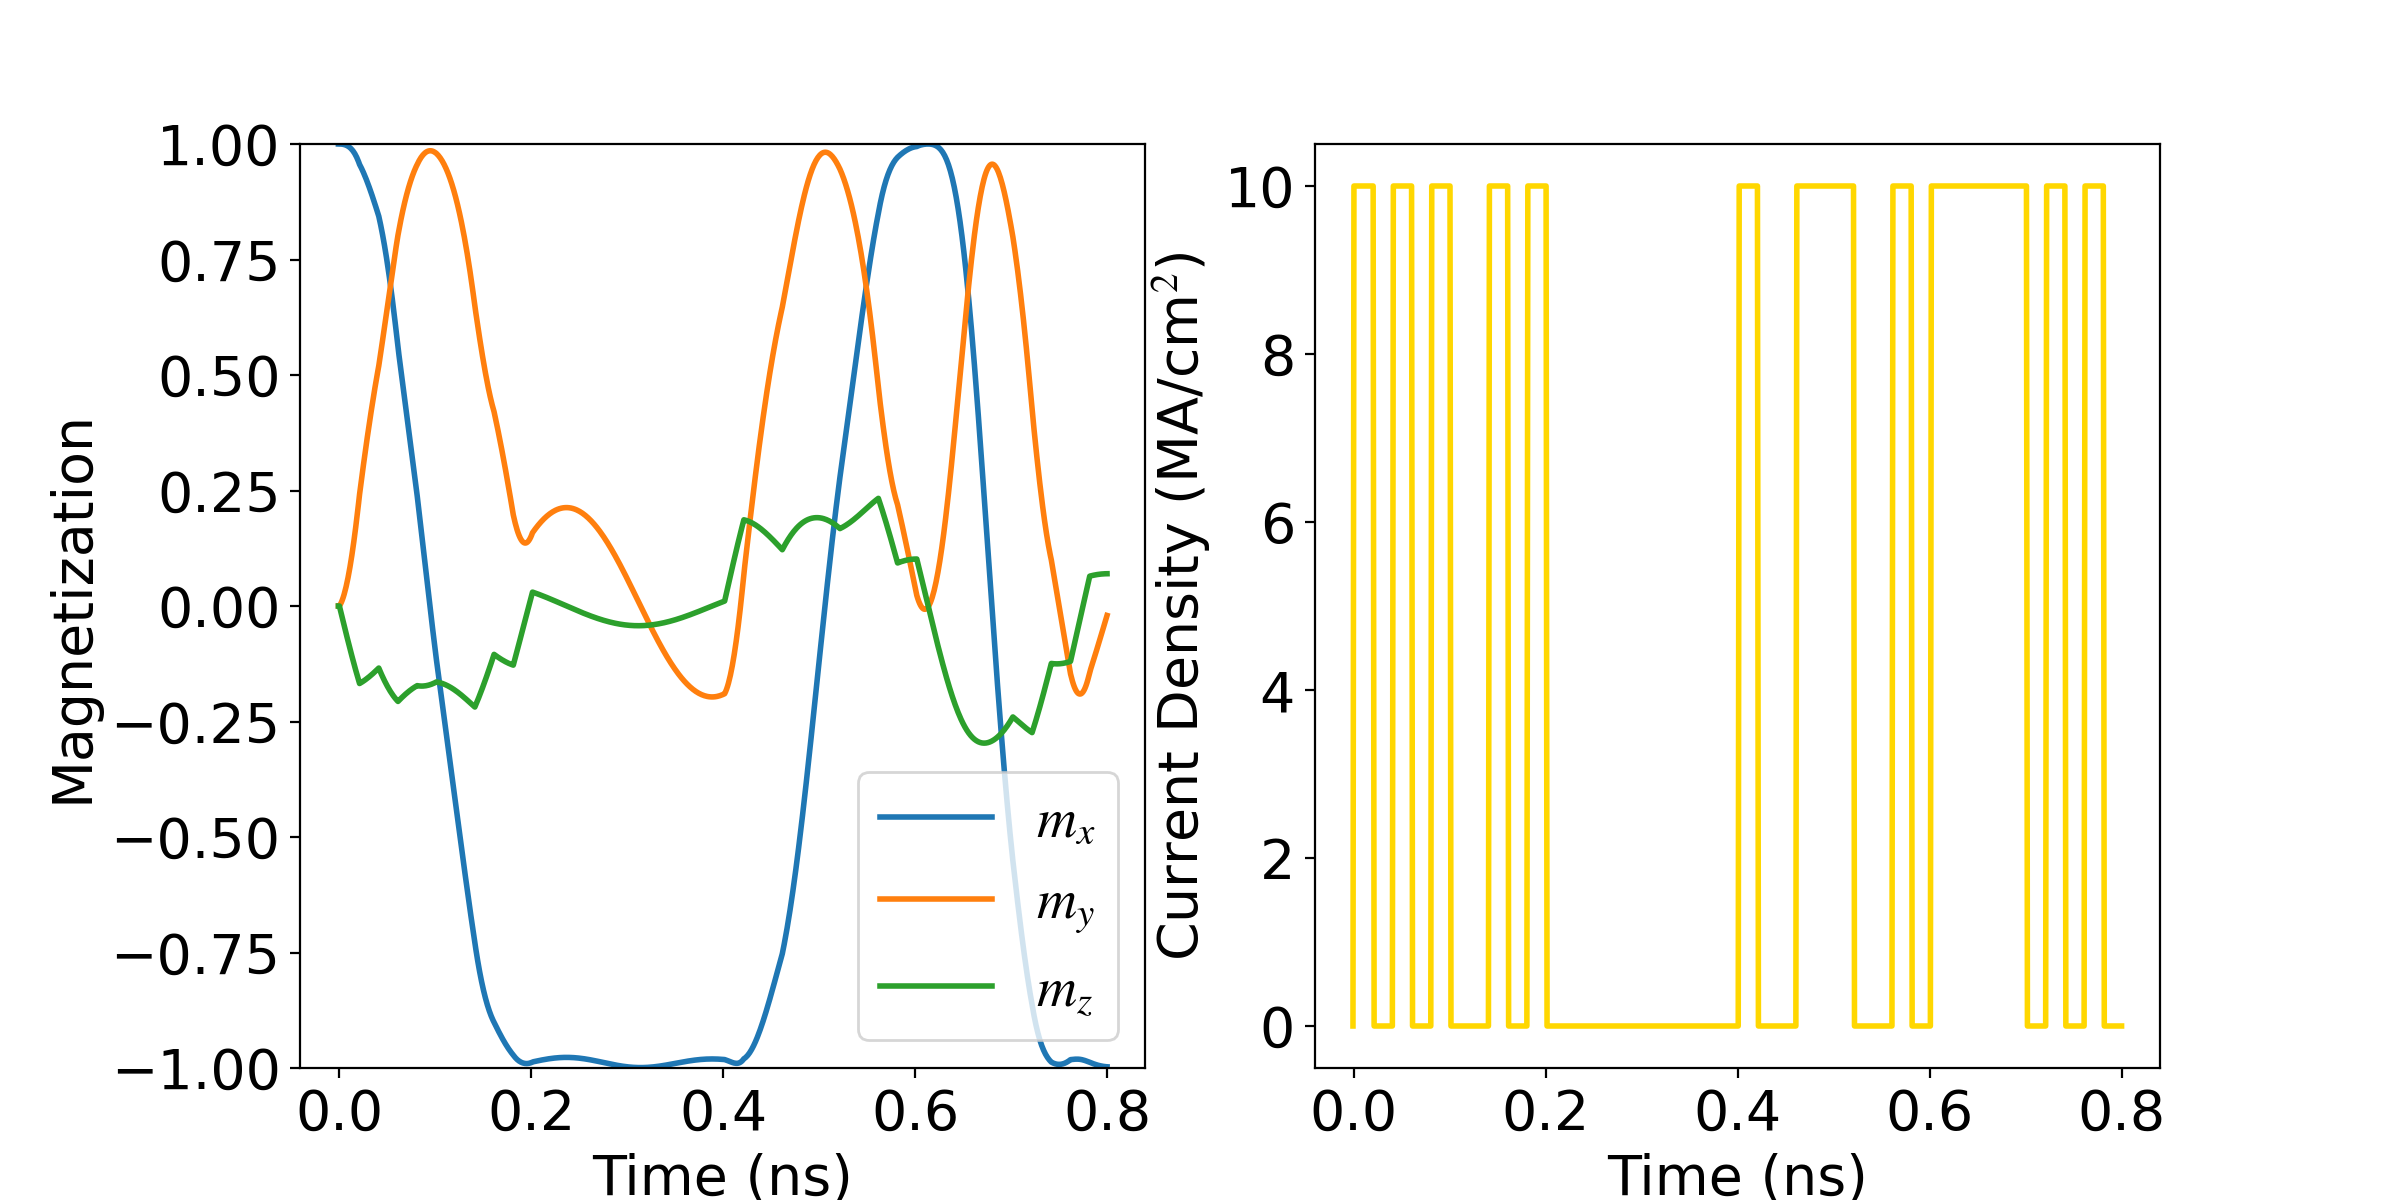 Magnetization
1.00
0.75
0.50
0.25
0.00
−0.25
−0.50
−0.75
−1.00
0.0 0.2 0.4 0.6 0.8
Time (ns)
m_x
m_y
m_z
Current Density (MA/cm²)
10
8
6
4
2
0
0.0 0.2 0.4 0.6 0.8
Time (ns)